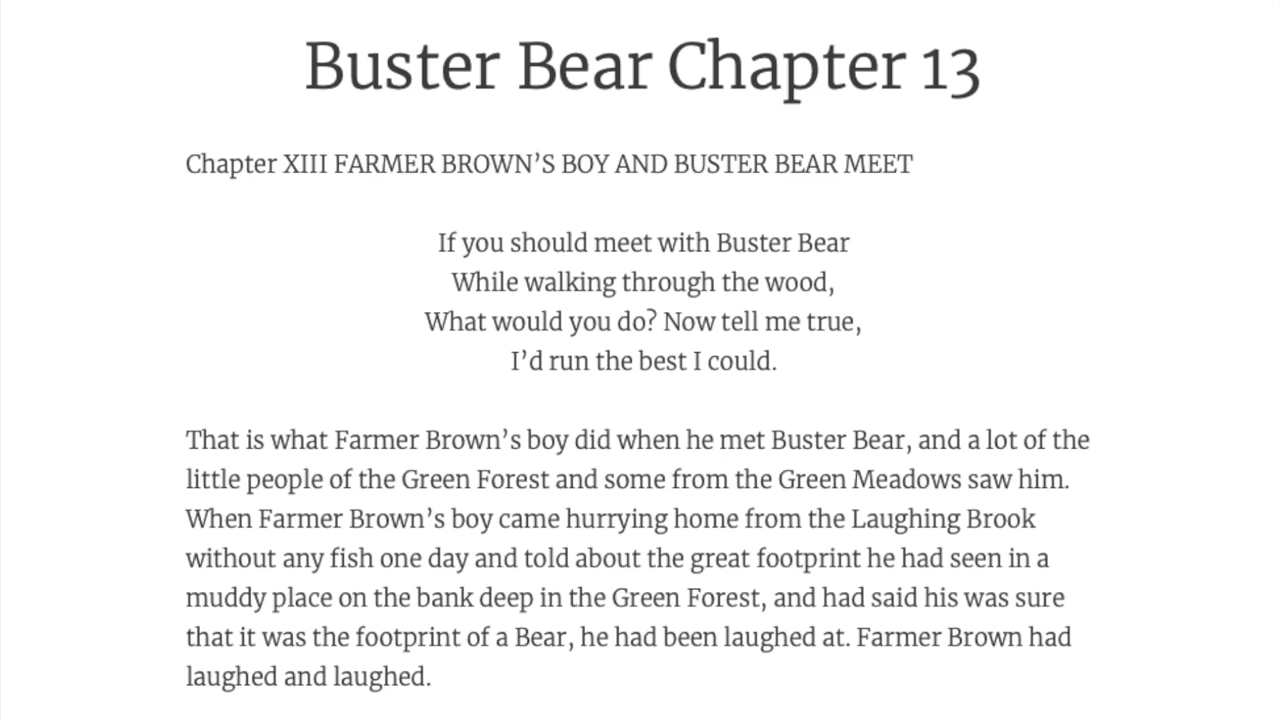 Buster Bear Chapter 13
Chapter XIII FARMER BROWN’S BOY AND BUSTER BEAR MEET
If you should meet with Buster Bear
While walking through the wood,
What would you do? Now tell me true,
I’d run the best I could.
That is what Farmer Brown’s boy did when he met Buster Bear, and a lot of the
little people of the Green Forest and some from the Green Meadows saw him.
When Farmer Brown’s boy came hurrying home from the Laughing Brook
without any fish one day and told about the great footprint he had seen in a
muddy place on the bank deep in the Green Forest, and had said his was sure
that it was the footprint of a Bear, he had been laughed at. Farmer Brown had
laughed and laughed.